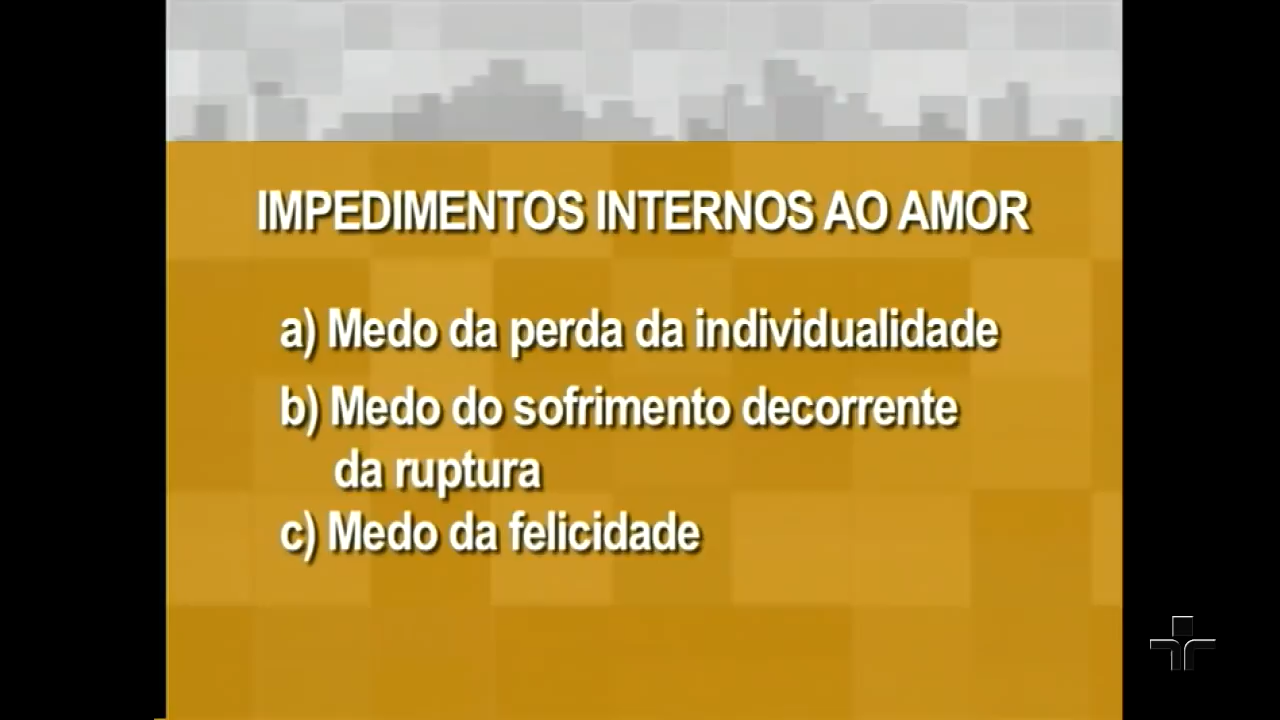 IMPEDIMENTOS INTERNOS AO AMOR
a) Medo da perda da individualidade
b) Medo do sofrimento decorrente
da ruptura
c) Medo da felicidade